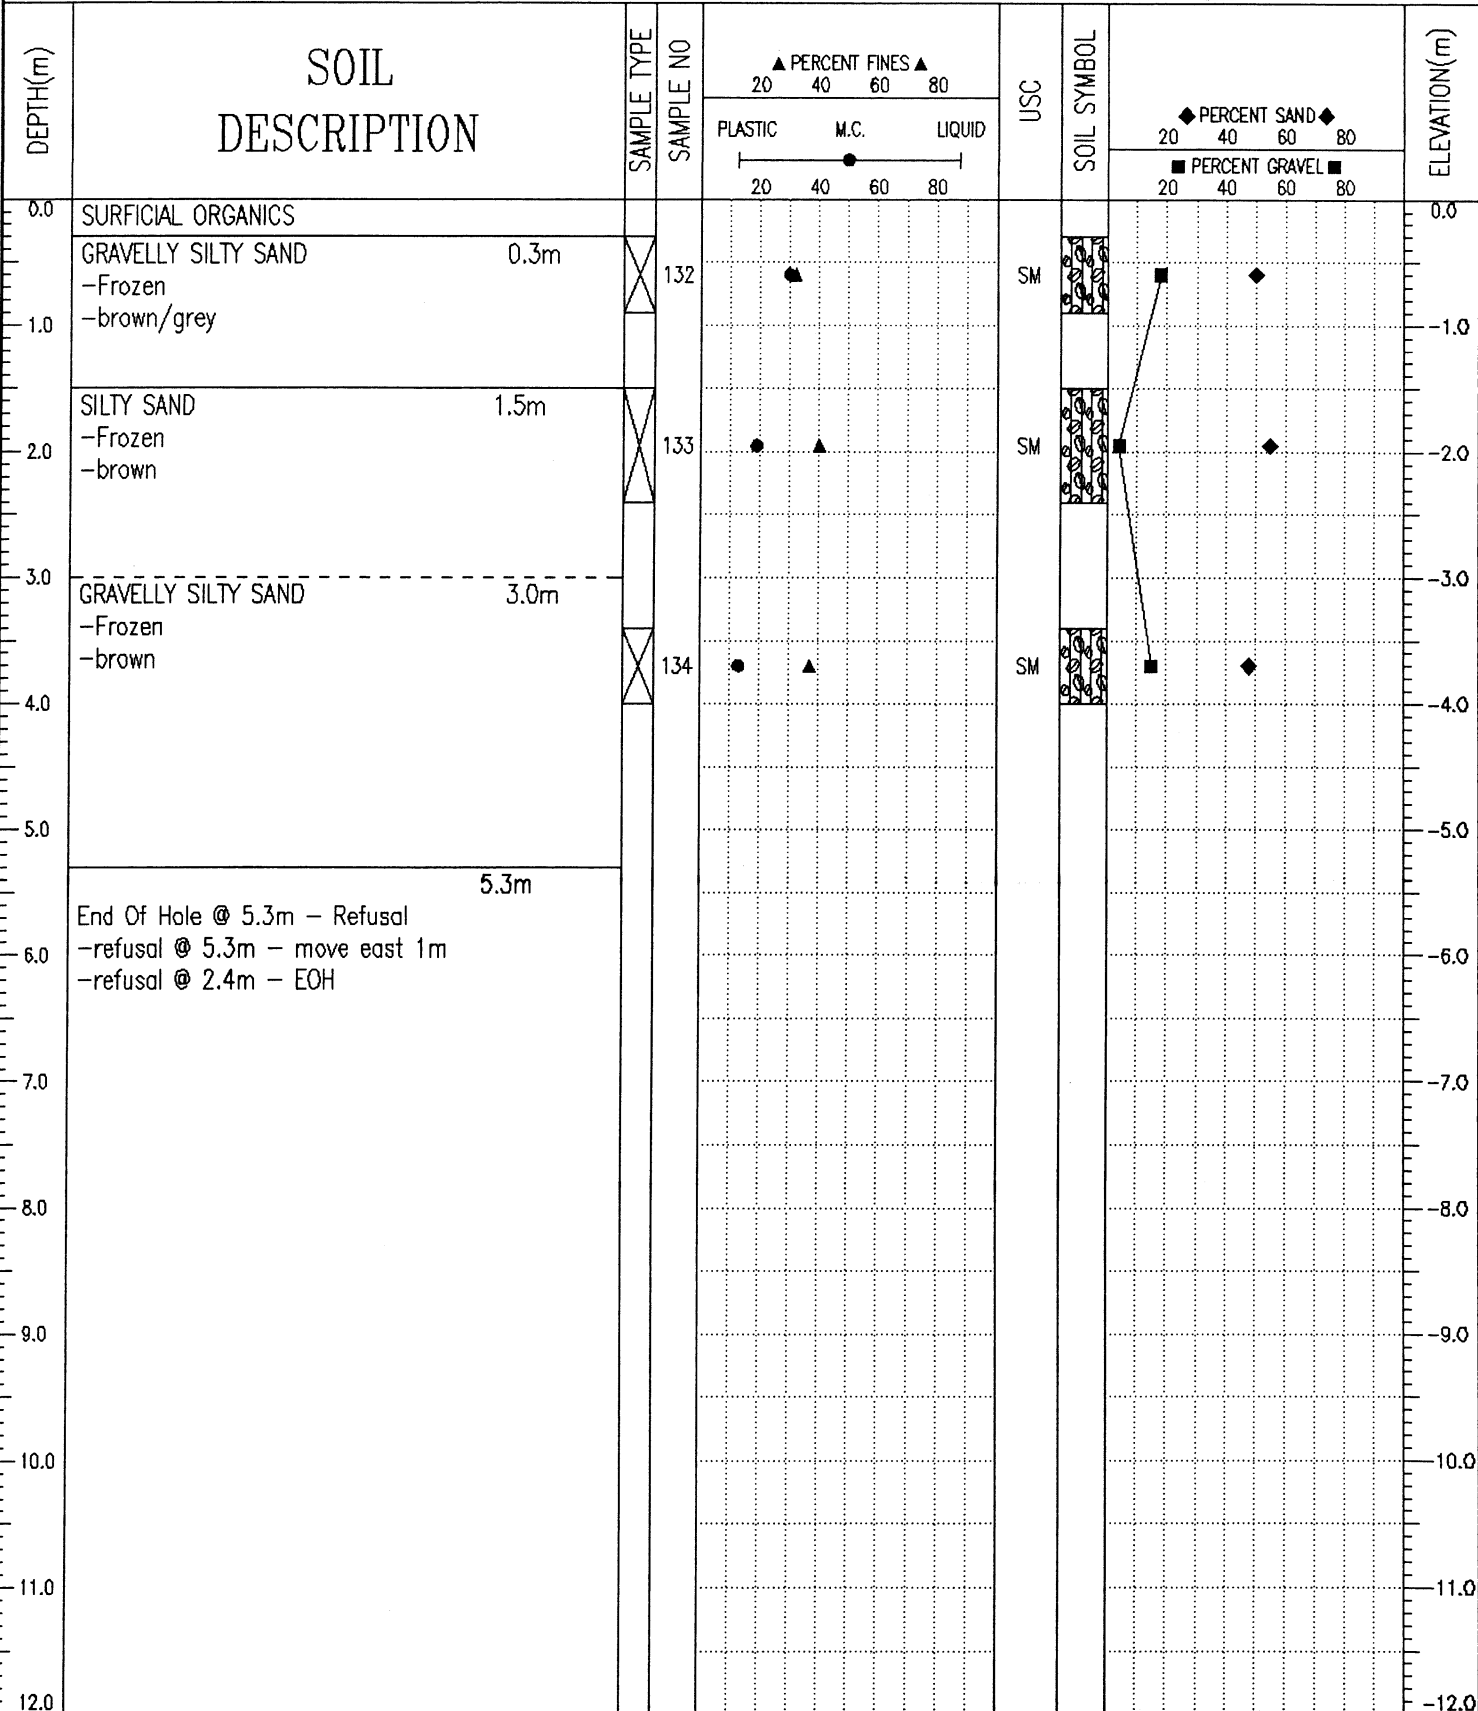 DEPTH(m)
SOIL
DESCRIPTION
SAMPLE TYPE
SAMPLE NO
▲ PERCENT FINES ▲
20 40 60 80
PLASTIC M.C. LIQUID
20 40 60 80
USC
SOIL SYMBOL
◆ PERCENT SAND ◆
20 40 60 80
■ PERCENT GRAVEL ■
20 40 60 80
ELEVATION(m)
0.0 SURFICIAL ORGANICS 0.0
GRAVELLY SILTY SAND 0.3m
132 SM
-Frozen
-brown/grey
1.0 -1.0
SILTY SAND 1.5m
-Frozen
133 SM
2.0 -2.0
-brown
3.0 -3.0
GRAVELLY SILTY SAND 3.0m
-Frozen
-brown
134 SM
4.0 -4.0
5.0 -5.0
5.3m
End Of Hole @ 5.3m - Refusal
-refusal @ 5.3m - move east 1m
6.0 -6.0
-refusal @ 2.4m - EOH
7.0 -7.0
8.0 -8.0
9.0 -9.0
10.0 -10.0
11.0 -11.0
12.0 -12.0